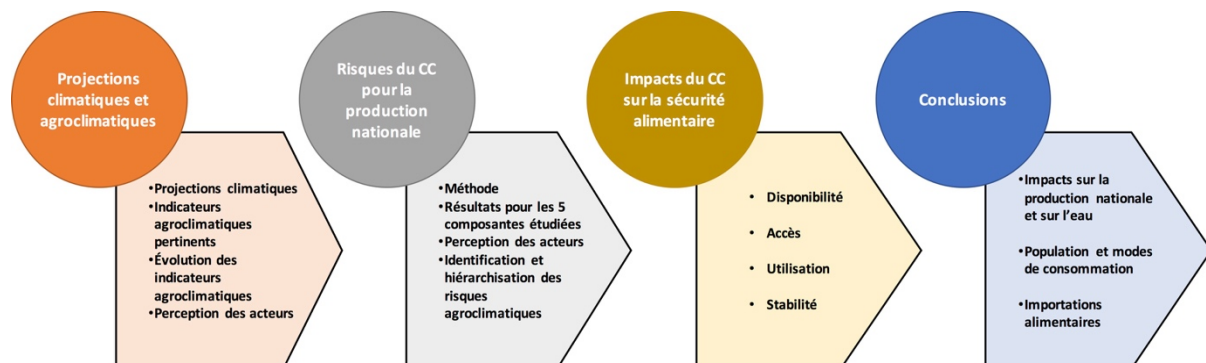 Projections
climatiques et
agroclimatiques
•Projections climatiques
•Indicateurs
agroclimatiques
pertinents
•Évolution des
indicateurs
agroclimatiques
•Perception des acteurs
Risques du CC
pour la
production
nationale
•Méthode
•Résultats pour les 5
composantes étudiées
•Perception des acteurs
•Identification et
hiérarchisation des
risques
agroclimatiques
Impacts du CC
sur la sécurité
alimentaire
• Disponibilité
• Accès
• Utilisation
• Stabilité
Conclusions
•Impacts sur la
production nationale
et sur l’eau
•Population et modes
de consommation
•Importations
alimentaires